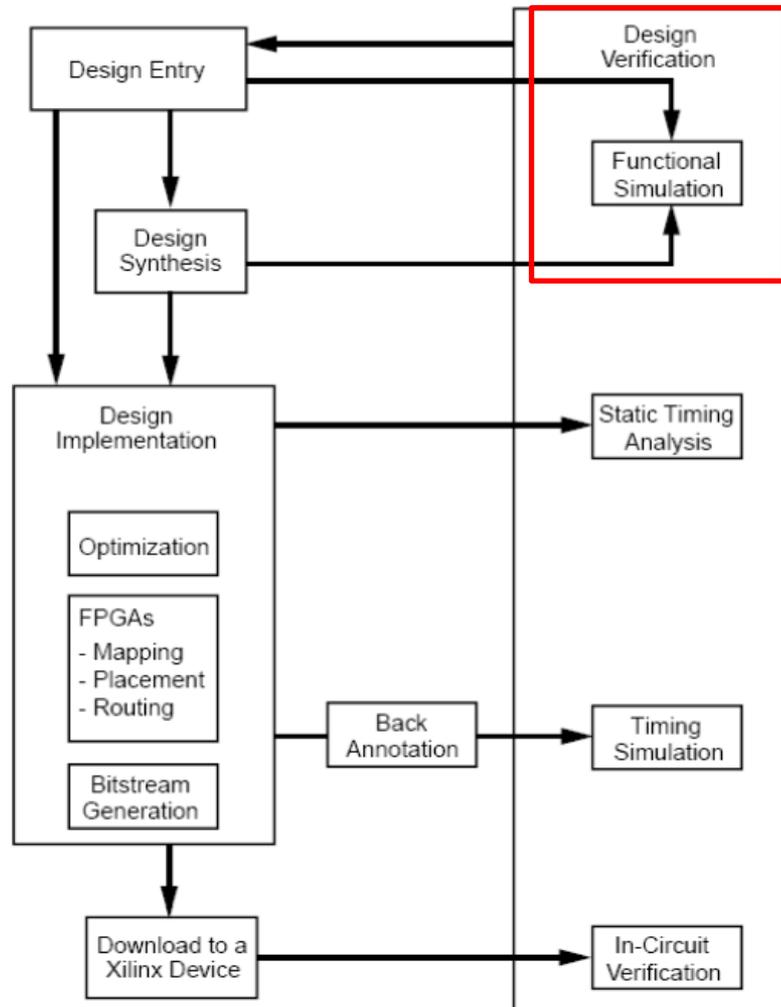 Design Entry
Design
Verification
Functional
Simulation
Design
Synthesis
Design
Implementation
Static Timing
Analysis
Optimization
FPGAs
- Mapping
- Placement
- Routing
Back
Annotation
Timing
Simulation
Bitstream
Generation
Download to a
Xilinx Device
In-Circuit
Verification